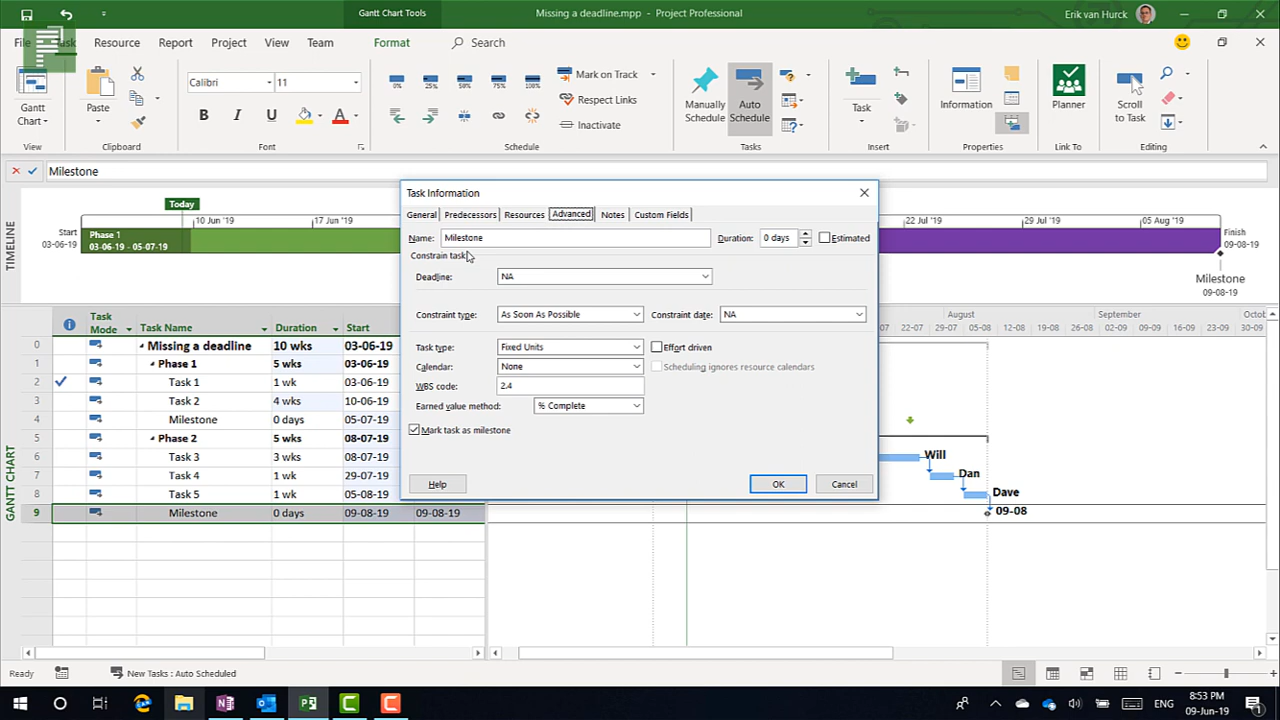 Gantt Chart Tools
Missing a deadline.mpp - Project Professional
Erik van Hurck
File Task Resource Report Project View Team Format Search
Gantt Chart
Paste
Calibri 11
B I U A
0% 25% 50% 75% 100%
Mark on Track
Respect Links
Inactivate
Manually Schedule
Auto Schedule
Task
Information
Planner
Scroll to Task
View Clipboard Font Schedule Tasks Insert Properties Link To Editing
Milestone
TIMELINE
Today
10 Jun '19 17 Jun '19 22 Jul '19 29 Jul '19 05 Aug '19
Start
03-06-19
Phase 1
03-06-19 - 05-07-19
Finish
09-08-19
Milestone
09-08-19
Task Information
General Predecessors Resources Advanced Notes Custom Fields
Name: Milestone Duration: 0 days Estimated
Constrain task
Deadline: NA
Constraint type: As Soon As Possible Constraint date: NA
Task type: Fixed Units Effort driven
Calendar: None Scheduling ignores resource calendars
WBS code: 2.4
Earned value method: % Complete
Mark task as milestone
Help OK Cancel
GANTT CHART
Task Mode Task Name Duration Start
August September Octo
-07 22-07 29-07 05-08 12-08 19-08 26-08 02-09 09-09 16-09 23-09 30-09
0 Missing a deadline 10 wks 03-06-19
1 Phase 1 5 wks 03-06-19
2 Task 1 1 wk 03-06-19
3 Task 2 4 wks 10-06-19
4 Milestone 0 days 05-07-19
5 Phase 2 5 wks 08-07-19
6 Task 3 3 wks 08-07-19 Will
7 Task 4 1 wk 29-07-19 Dan
8 Task 5 1 wk 05-08-19 Dave
9 Milestone 0 days 09-08-19 09-08-19 09-08
Ready New Tasks : Auto Scheduled
ENG
8:53 PM
09-Jun-19
1